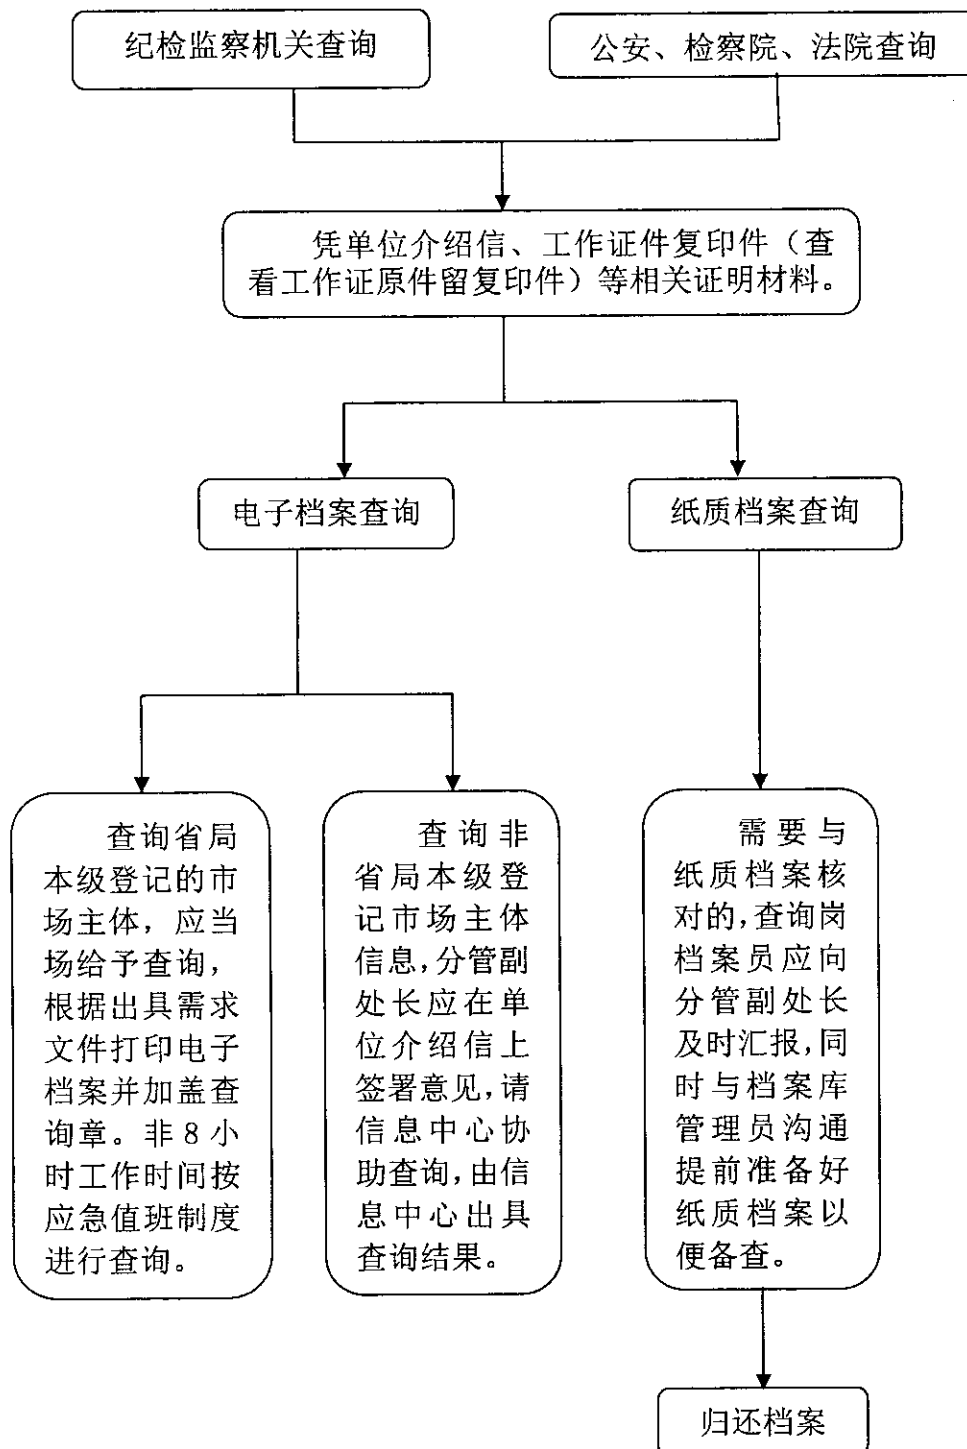 纪检监察机关查询
公安、检察院、法院查询
凭单位介绍信、工作证件复印件（查
看工作证原件留复印件）等相关证明材料。
电子档案查询
纸质档案查询
查询省局
本级登记的市
场主体，应当
场给予查询，
根据出具需求
文件打印电子
档案并加盖查
询章。非8小
时工作时间按
应急值班制度
进行查询。
查询非
省局本级登
记市场主体
信息，分管副
处长应在单
位介绍信上
签署意见，请
信息中心协
助查询，由信
息中心出具
查询结果。
需要与
纸质档案核
对的，查询岗
档案员应向
分管副处长
及时汇报，同
时与档案库
管理员沟通
提前准备好
纸质档案以
便备查。
归还档案